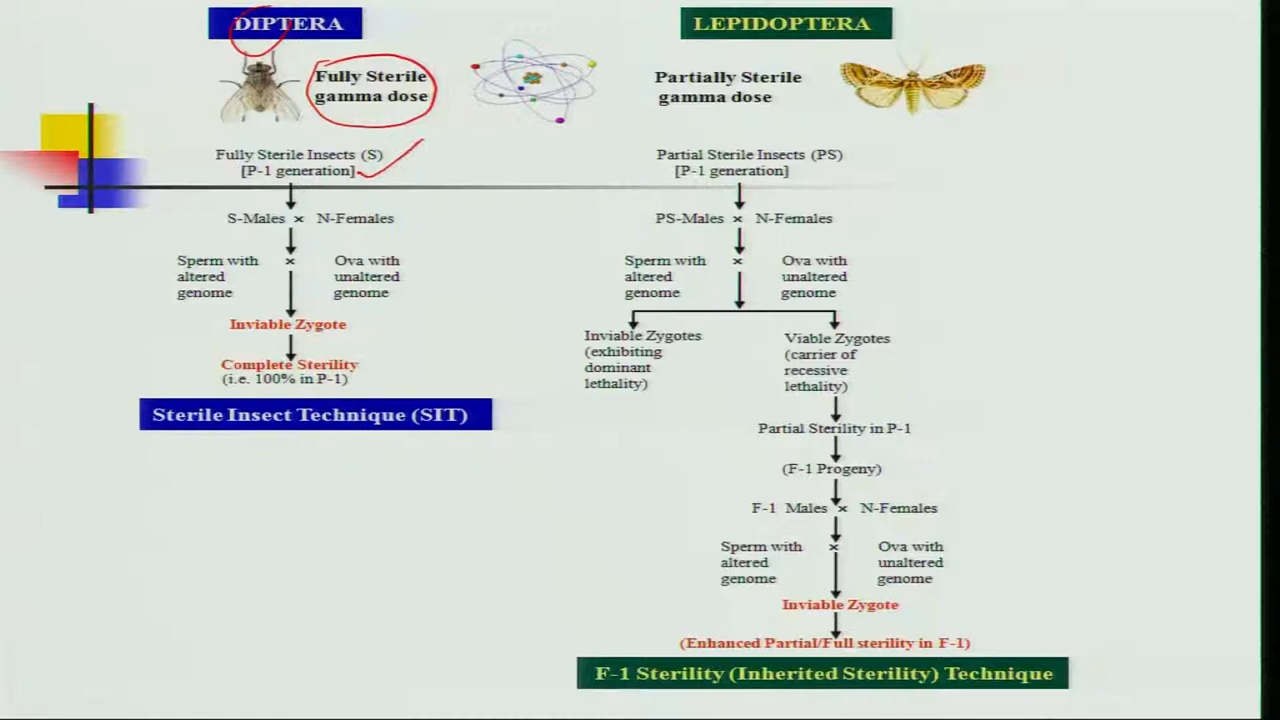 DIPTERA
Fully Sterile
gamma dose
Fully Sterile Insects (S)
[P-1 generation]
S-Males × N-Females
Sperm with
altered
genome
×
Ova with
unaltered
genome
Inviable Zygote
Complete Sterility
(i.e. 100% in P-1)
Sterile Insect Technique (SIT)
LEPIDOPTERA
Partially Sterile
gamma dose
Partial Sterile Insects (PS)
[P-1 generation]
PS-Males × N-Females
Sperm with
altered
genome
×
Ova with
unaltered
genome
Inviable Zygotes
(exhibiting
dominant
lethality)
Viable Zygotes
(carrier of
recessive
lethality)
Partial Sterility in P-1
(F-1 Progeny)
F-1 Males × N-Females
Sperm with
altered
genome
×
Ova with
unaltered
genome
Inviable Zygote
(Enhanced Partial/Full sterility in F-1)
F-1 Sterility (Inherited Sterility) Technique